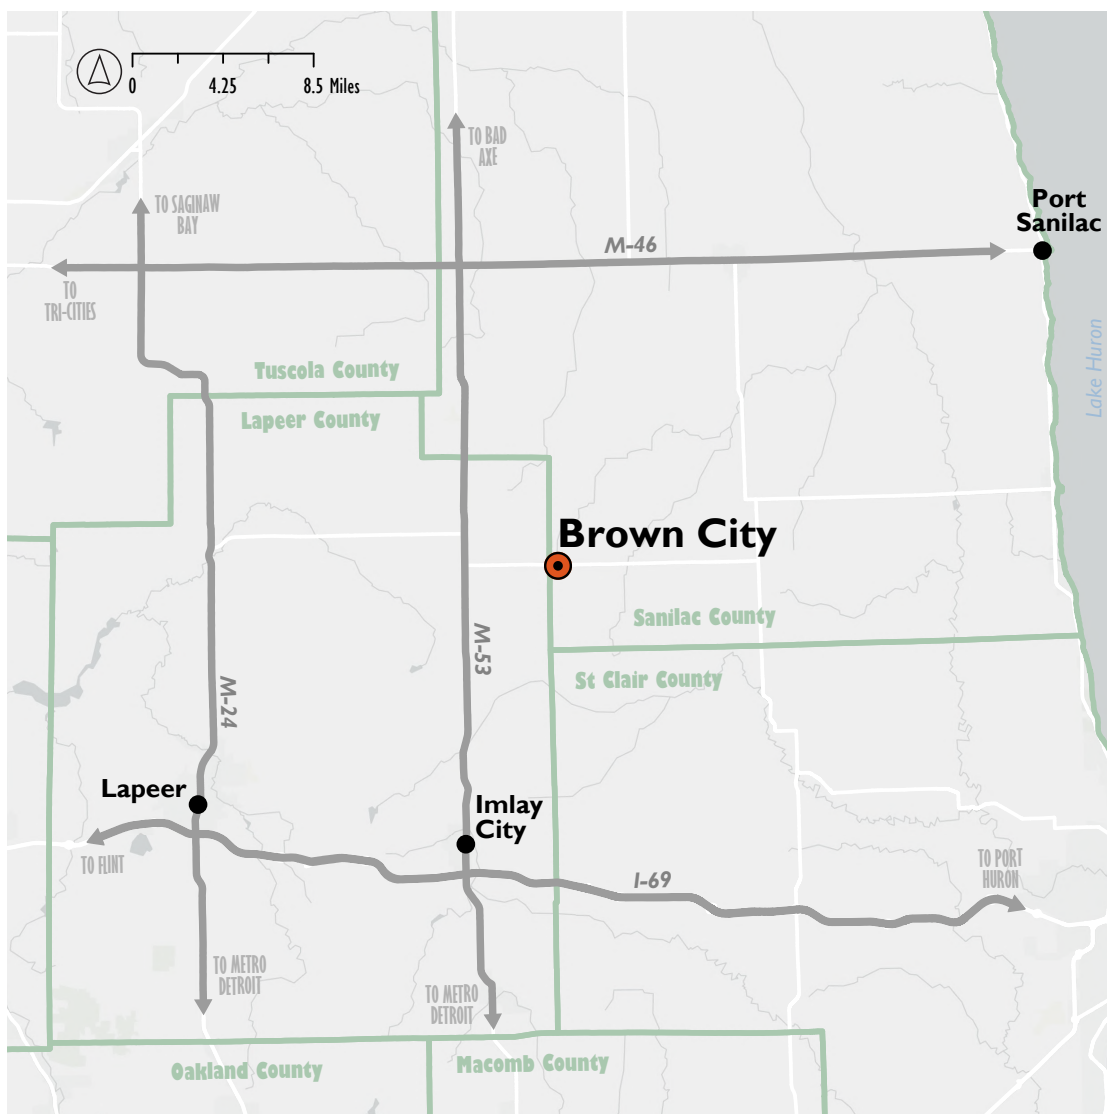 0 4.25 8.5 Miles
TO BAD
AXE
TO SAGINAW
BAY
Port
Sanilac
M-46
TO
TRI-CITIES
Lake Huron
Tuscola County
Lapeer County
Brown City
Sanilac County
M-53
St Clair County
M-24
Lapeer
Imlay
City
TO FLINT
I-69
TO PORT
HURON
TO METRO
DETROIT
TO METRO
DETROIT
Oakland County
Macomb County